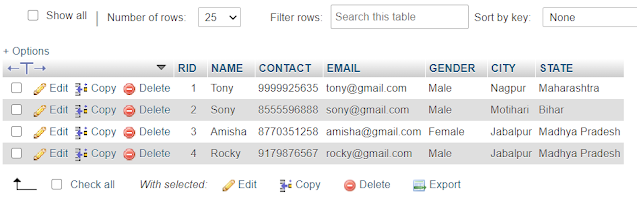 Show all Number of rows: 25 Filter rows: Search this table Sort by key: None
+ Options
←T→ RID NAME CONTACT EMAIL GENDER CITY STATE
Edit Copy Delete 1 Tony 9999925635 tony@gmail.com Male Nagpur Maharashtra
Edit Copy Delete 2 Sony 8555596888 sony@gmail.com Male Motihari Bihar
Edit Copy Delete 3 Amisha 8770351258 amisha@gmail.com Female Jabalpur Madhya Pradesh
Edit Copy Delete 4 Rocky 9179876567 rocky@gmail.com Male Jabalpur Madhya Pradesh
Check all With selected: Edit Copy Delete Export